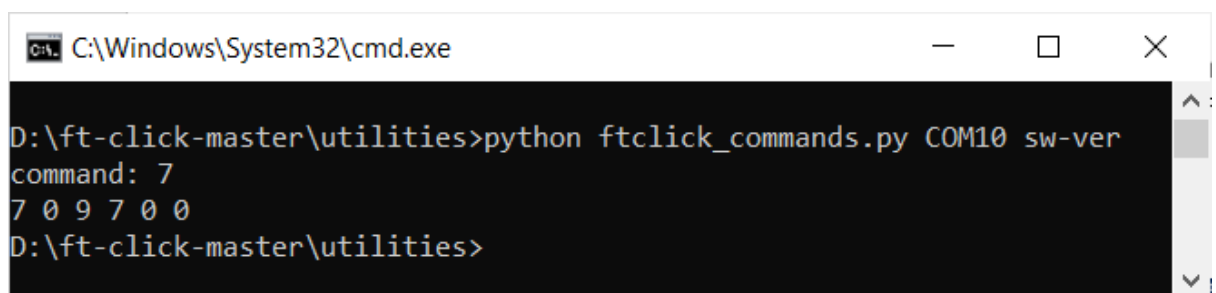 C:\Windows\System32\cmd.exe
D:\ft-click-master\utilities>python ftclick_commands.py COM10 sw-ver
command: 7
7 0 9 7 0 0
D:\ft-click-master\utilities>